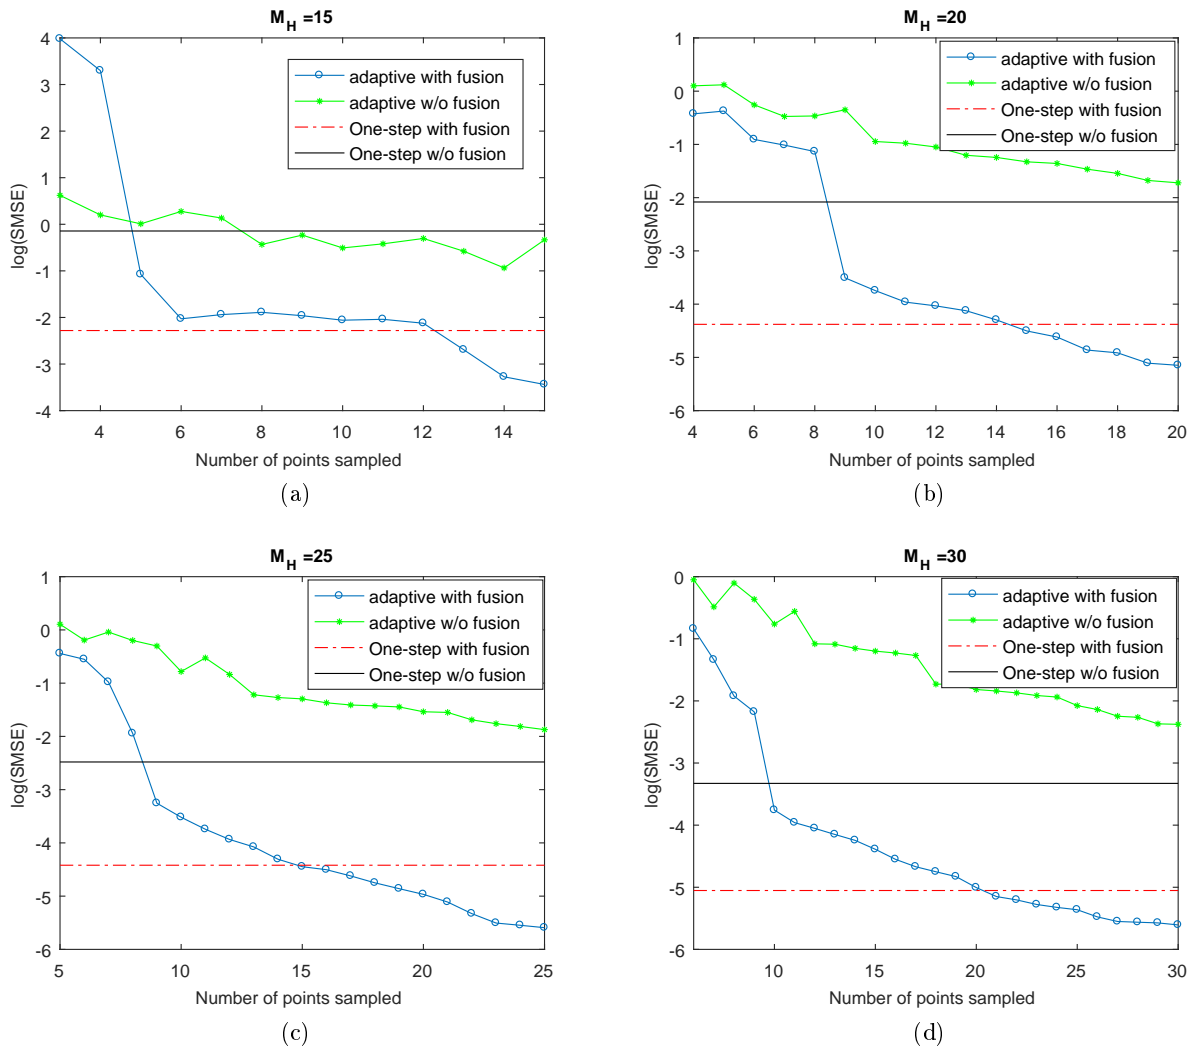 M_H =15
4
3
2
1
0
-1
-2
-3
-4
log(SMSE)
adaptive with fusion
adaptive w/o fusion
One-step with fusion
One-step w/o fusion
4 6 8 10 12 14
Number of points sampled
(a)
M_H =20
1
0
-1
-2
-3
-4
-5
-6
log(SMSE)
adaptive with fusion
adaptive w/o fusion
One-step with fusion
One-step w/o fusion
4 6 8 10 12 14 16 18 20
Number of points sampled
(b)
M_H =25
1
0
-1
-2
-3
-4
-5
-6
log(SMSE)
adaptive with fusion
adaptive w/o fusion
One-step with fusion
One-step w/o fusion
5 10 15 20 25
Number of points sampled
(c)
M_H =30
0
-1
-2
-3
-4
-5
-6
log(SMSE)
adaptive with fusion
adaptive w/o fusion
One-step with fusion
One-step w/o fusion
10 15 20 25 30
Number of points sampled
(d)